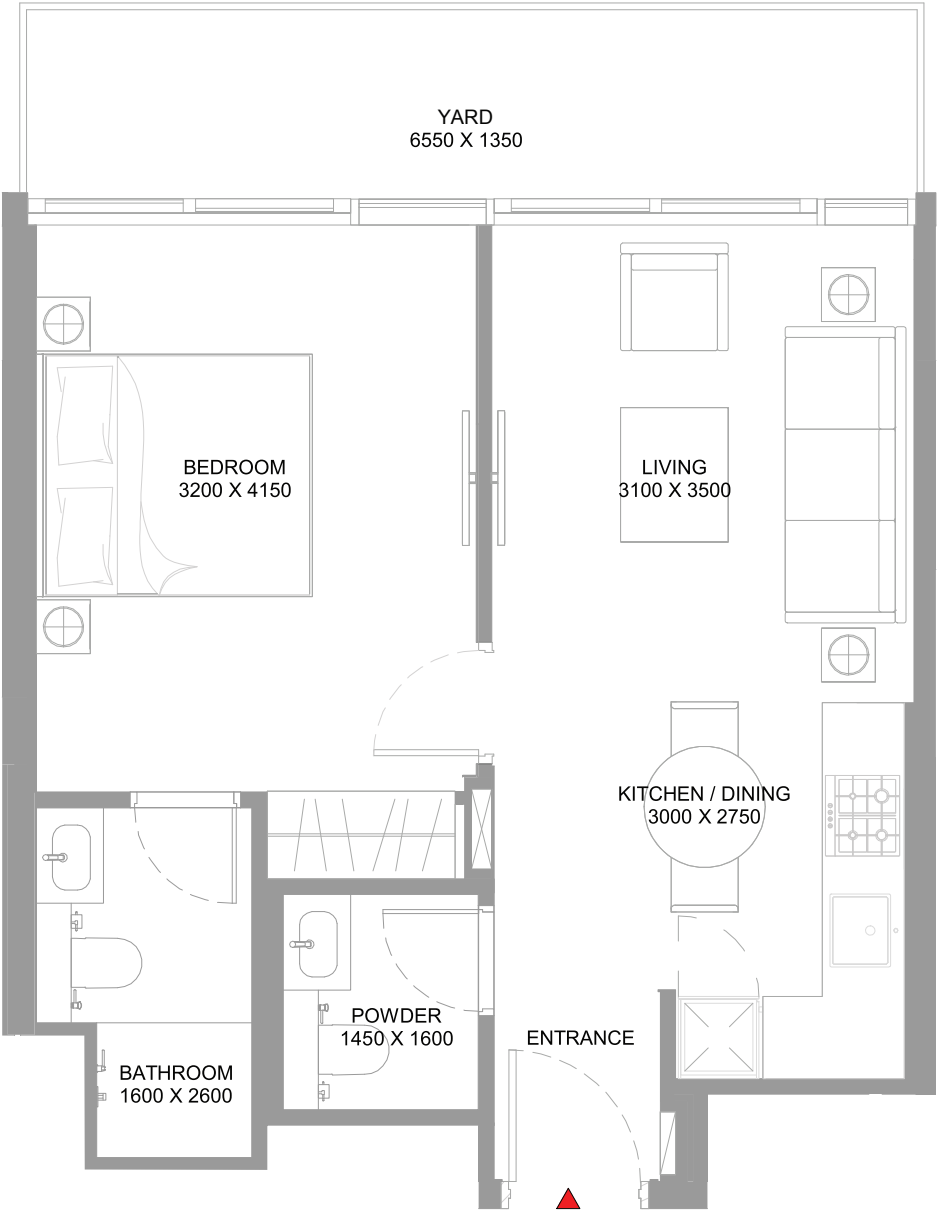 YARD
6550 X 1350
BEDROOM
3200 X 4150
LIVING
3100 X 3500
KITCHEN / DINING
3000 X 2750
POWDER
1450 X 1600
ENTRANCE
BATHROOM
1600 X 2600